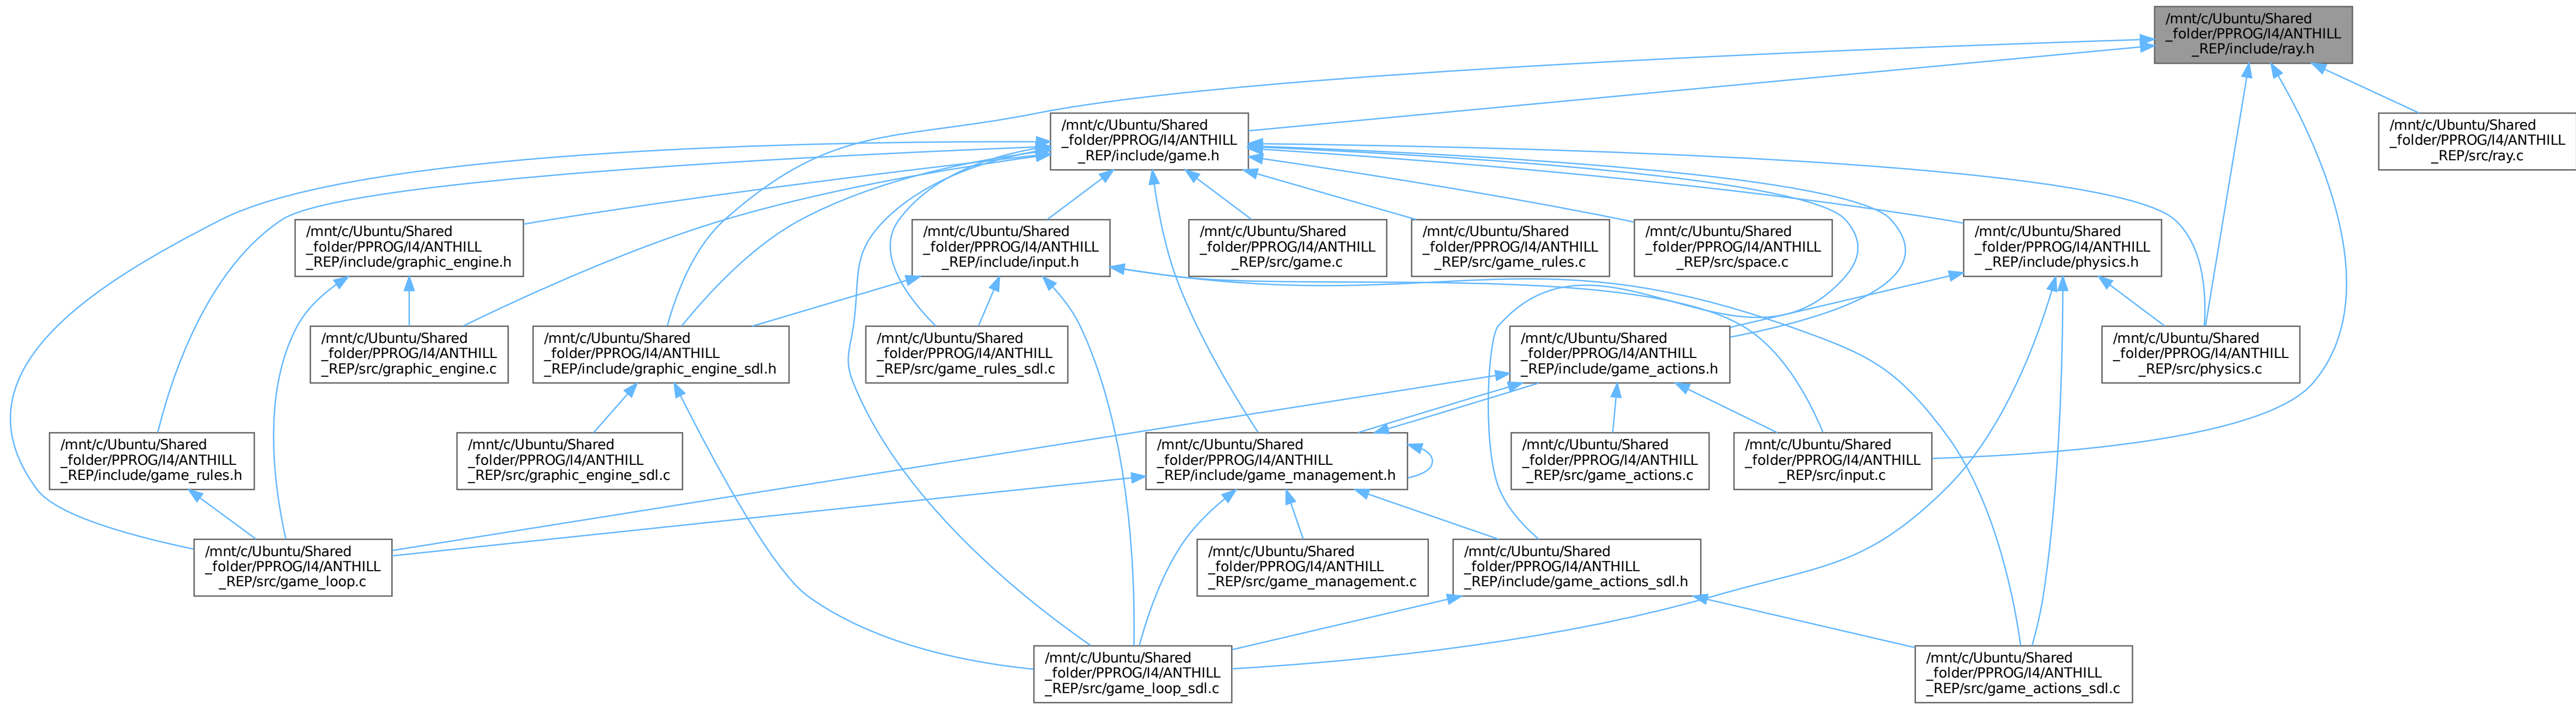 /mnt/c/Ubuntu/Shared
_folder/PPROG/I4/ANTHILL
_REP/include/ray.h
/mnt/c/Ubuntu/Shared
_folder/PPROG/I4/ANTHILL
_REP/include/game.h
/mnt/c/Ubuntu/Shared
_folder/PPROG/I4/ANTHILL
_REP/src/ray.c
/mnt/c/Ubuntu/Shared
_folder/PPROG/I4/ANTHILL
_REP/include/graphic_engine.h
/mnt/c/Ubuntu/Shared
_folder/PPROG/I4/ANTHILL
_REP/include/input.h
/mnt/c/Ubuntu/Shared
_folder/PPROG/I4/ANTHILL
_REP/src/game.c
/mnt/c/Ubuntu/Shared
_folder/PPROG/I4/ANTHILL
_REP/src/game_rules.c
/mnt/c/Ubuntu/Shared
_folder/PPROG/I4/ANTHILL
_REP/src/space.c
/mnt/c/Ubuntu/Shared
_folder/PPROG/I4/ANTHILL
_REP/include/physics.h
/mnt/c/Ubuntu/Shared
_folder/PPROG/I4/ANTHILL
_REP/src/graphic_engine.c
/mnt/c/Ubuntu/Shared
_folder/PPROG/I4/ANTHILL
_REP/include/graphic_engine_sdl.h
/mnt/c/Ubuntu/Shared
_folder/PPROG/I4/ANTHILL
_REP/src/game_rules_sdl.c
/mnt/c/Ubuntu/Shared
_folder/PPROG/I4/ANTHILL
_REP/include/game_actions.h
/mnt/c/Ubuntu/Shared
_folder/PPROG/I4/ANTHILL
_REP/src/physics.c
/mnt/c/Ubuntu/Shared
_folder/PPROG/I4/ANTHILL
_REP/include/game_rules.h
/mnt/c/Ubuntu/Shared
_folder/PPROG/I4/ANTHILL
_REP/src/graphic_engine_sdl.c
/mnt/c/Ubuntu/Shared
_folder/PPROG/I4/ANTHILL
_REP/include/game_management.h
/mnt/c/Ubuntu/Shared
_folder/PPROG/I4/ANTHILL
_REP/src/game_actions.c
/mnt/c/Ubuntu/Shared
_folder/PPROG/I4/ANTHILL
_REP/src/input.c
/mnt/c/Ubuntu/Shared
_folder/PPROG/I4/ANTHILL
_REP/src/game_loop.c
/mnt/c/Ubuntu/Shared
_folder/PPROG/I4/ANTHILL
_REP/src/game_management.c
/mnt/c/Ubuntu/Shared
_folder/PPROG/I4/ANTHILL
_REP/include/game_actions_sdl.h
/mnt/c/Ubuntu/Shared
_folder/PPROG/I4/ANTHILL
_REP/src/game_loop_sdl.c
/mnt/c/Ubuntu/Shared
_folder/PPROG/I4/ANTHILL
_REP/src/game_actions_sdl.c